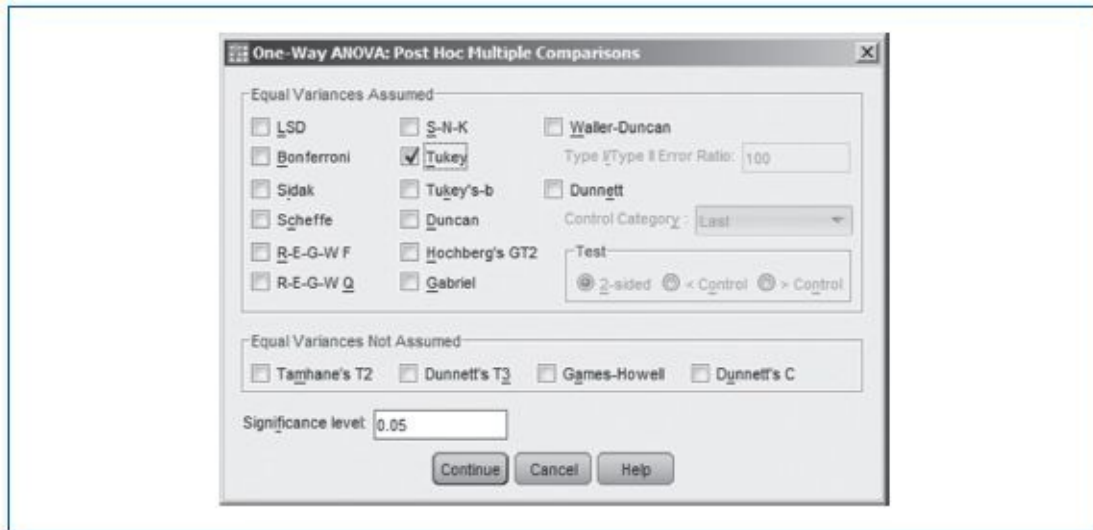 One-Way ANOVA: Post Hoc Multiple Comparisons
Equal Variances Assumed
LSD
S-N-K
Waller-Duncan
Bonferroni
Tukey
Type I/Type II Error Ratio: 100
Sidak
Tukey's-b
Dunnett
Scheffe
Duncan
Control Category : Last
R-E-G-W F
Hochberg's GT2
Test
R-E-G-W Q
Gabriel
2-sided < Control > Control
Equal Variances Not Assumed
Tamhane's T2 Dunnett's T3 Games-Howell Dunnett's C
Significance level: 0.05
Continue Cancel Help